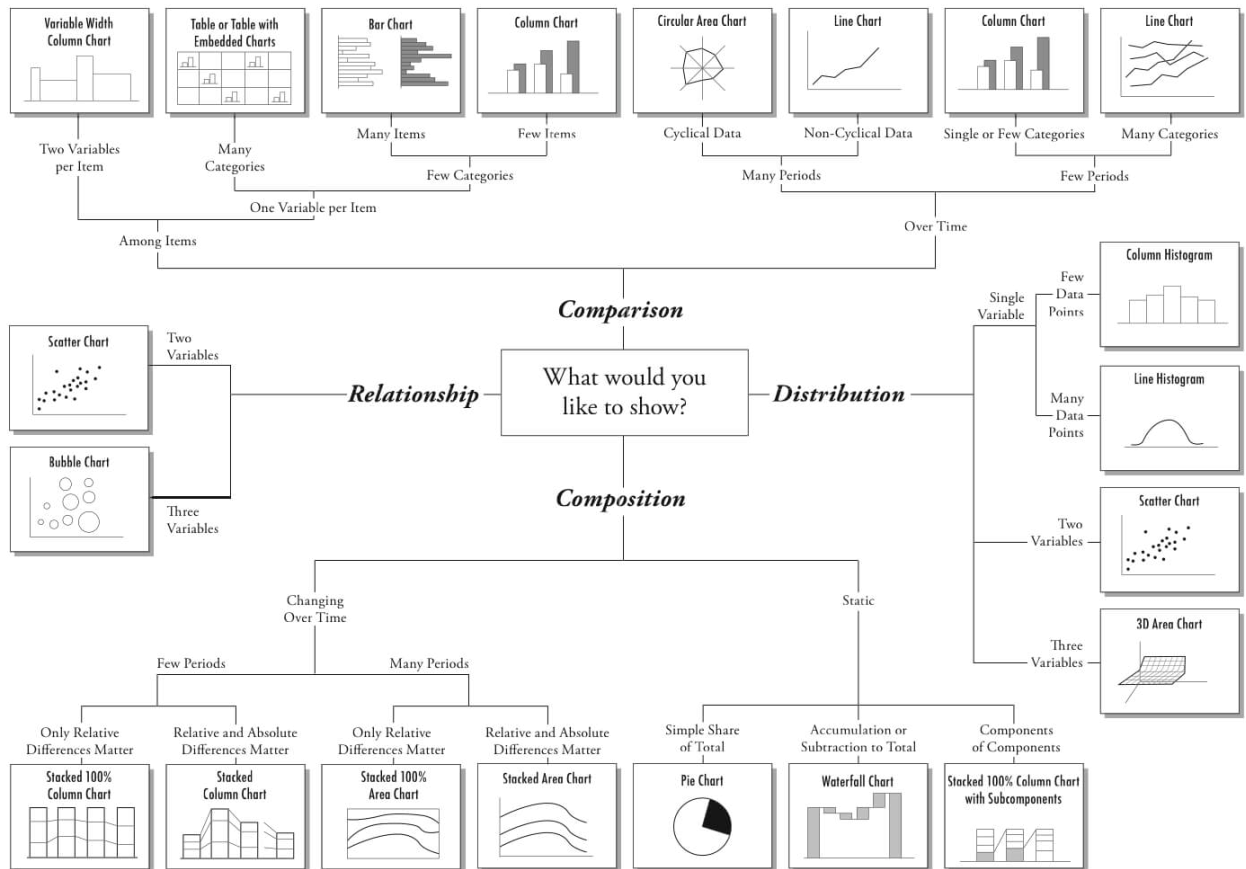 Variable Width
Column Chart
Table or Table with
Embedded Charts
Bar Chart
Column Chart
Circular Area Chart
Line Chart
Column Chart
Line Chart
Two Variables
per Item
Many
Categories
Many Items
Few Items
Cyclical Data
Non-Cyclical Data
Single or Few Categories
Many Categories
Few Categories
Many Periods
Few Periods
One Variable per Item
Among Items
Over Time
Comparison
What would you
like to show?
Relationship
Two
Variables
Scatter Chart
Bubble Chart
Three
Variables
Distribution
Single
Variable
Few
Data
Points
Column Histogram
Many
Data
Points
Line Histogram
Two
Variables
Scatter Chart
Three
Variables
3D Area Chart
Composition
Changing
Over Time
Static
Few Periods
Many Periods
Only Relative
Differences Matter
Relative and Absolute
Differences Matter
Only Relative
Differences Matter
Relative and Absolute
Differences Matter
Simple Share
of Total
Accumulation or
Subtraction to Total
Components
of Components
Stacked 100%
Column Chart
Stacked
Column Chart
Stacked 100%
Area Chart
Stacked Area Chart
Pie Chart
Waterfall Chart
Stacked 100% Column Chart
with Subcomponents